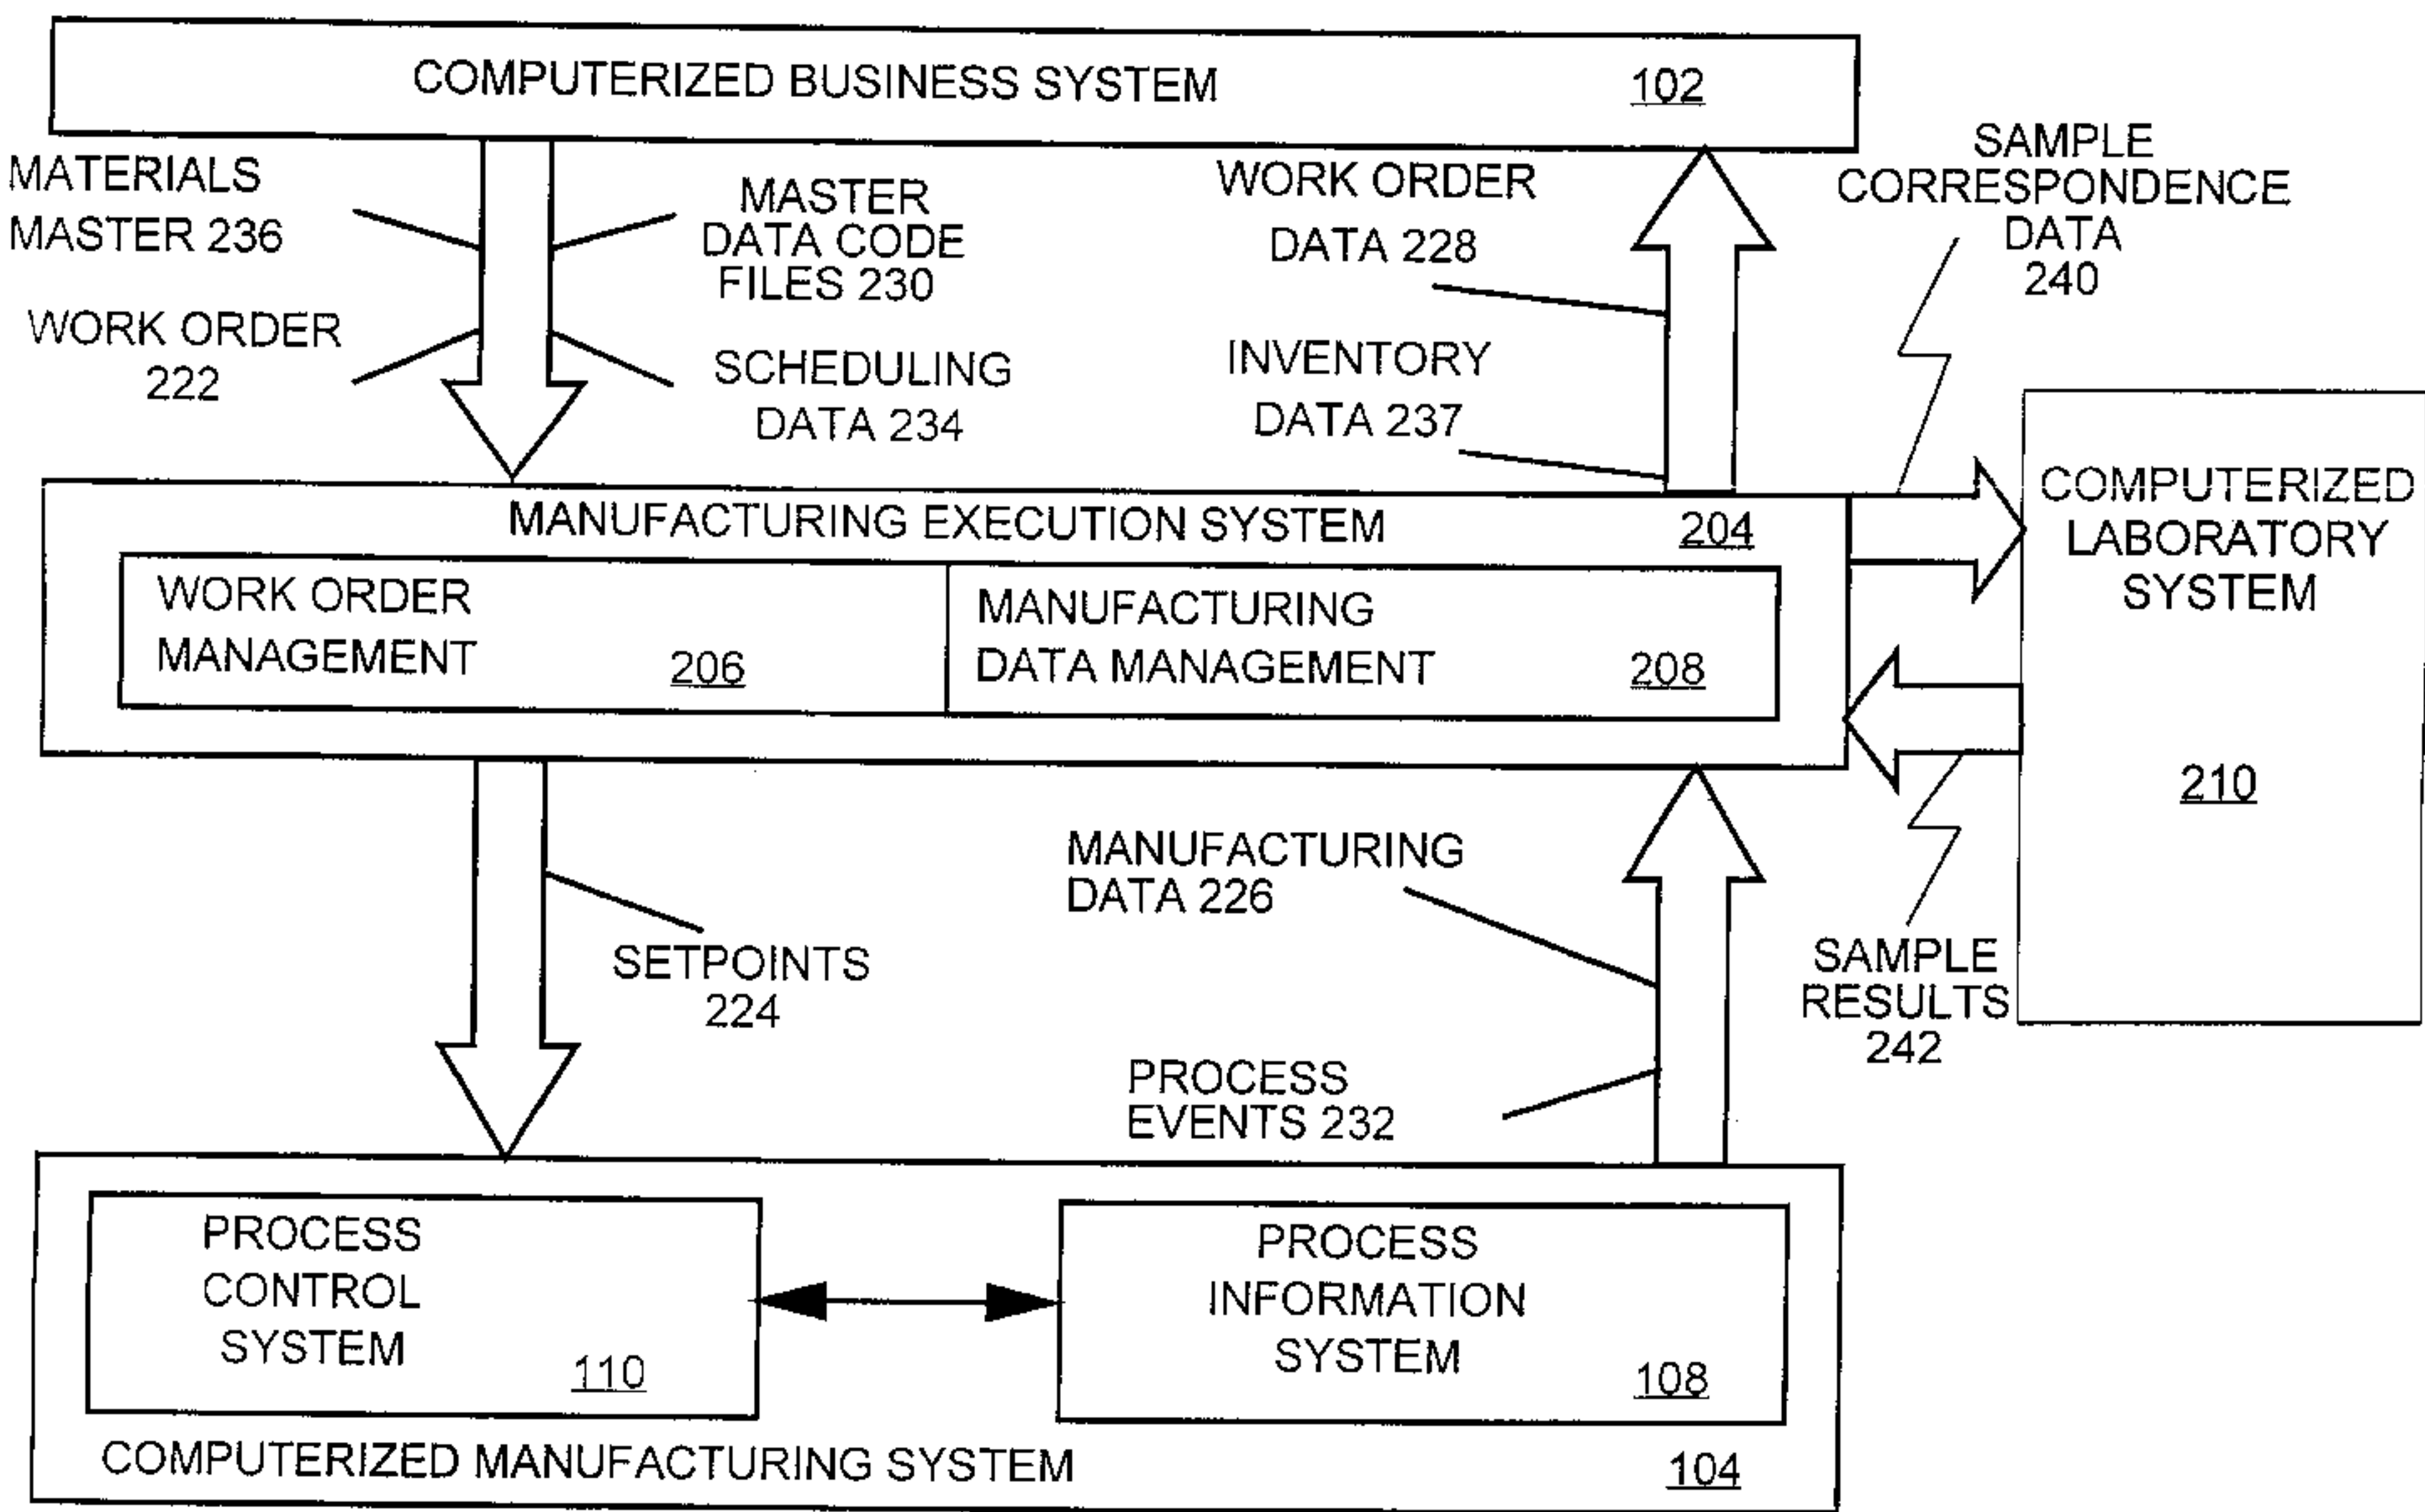 COMPUTERIZED BUSINESS SYSTEM 102
MATERIALS
MASTER 236
MASTER
DATA CODE
FILES 230
WORK ORDER
222
SCHEDULING
DATA 234
WORK ORDER
DATA 228
INVENTORY
DATA 237
SAMPLE
CORRESPONDENCE
DATA
240
MANUFACTURING EXECUTION SYSTEM 204
WORK ORDER
MANAGEMENT 206
MANUFACTURING
DATA MANAGEMENT 208
COMPUTERIZED
LABORATORY
SYSTEM
210
SETPOINTS
224
MANUFACTURING
DATA 226
PROCESS
EVENTS 232
SAMPLE
RESULTS
242
PROCESS
CONTROL
SYSTEM
110
PROCESS
INFORMATION
SYSTEM
108
COMPUTERIZED MANUFACTURING SYSTEM 104